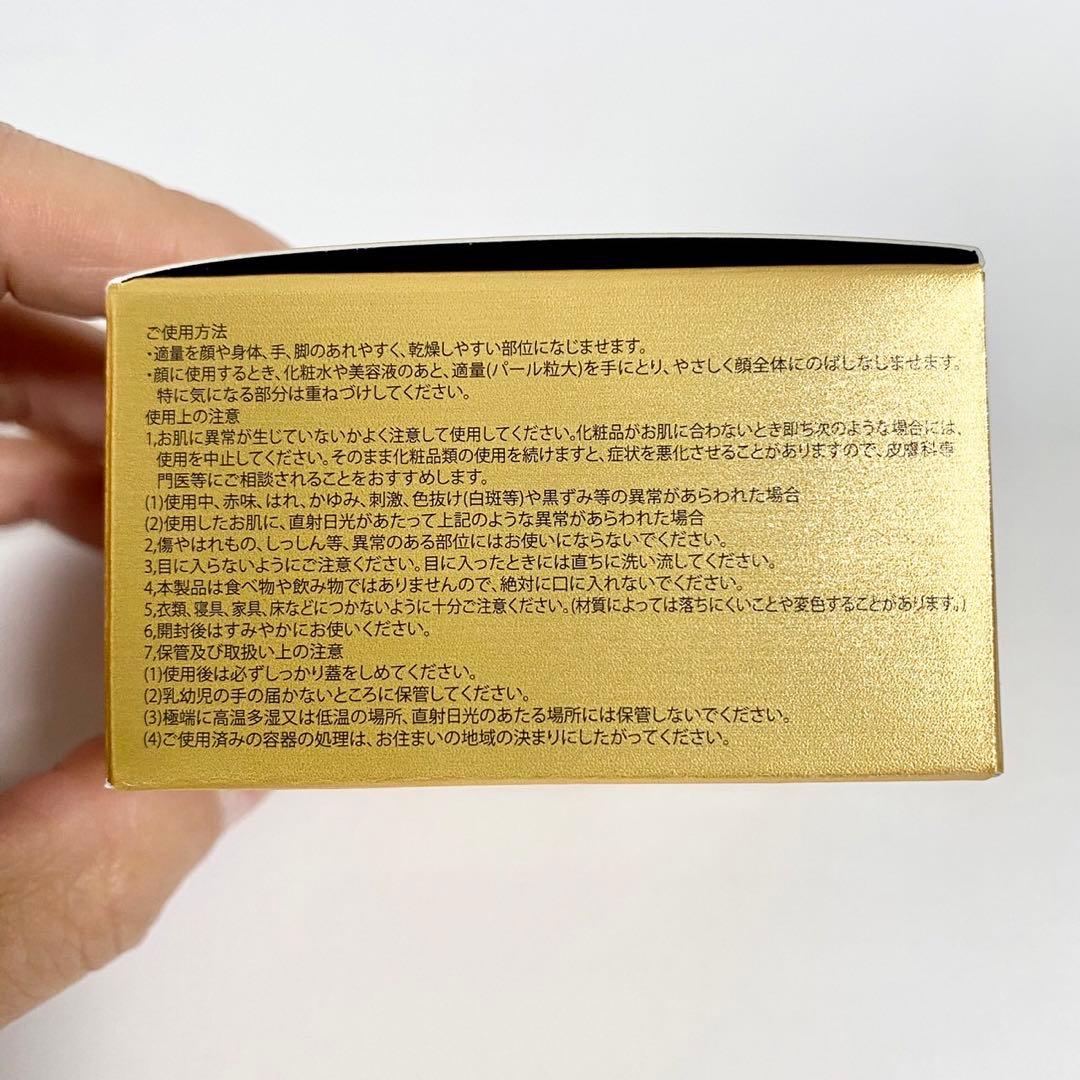 ご使用方法
・適量を顔や身体、手、脚のあれやすく、乾燥しやすい部位になじませます。
・顔に使用するとき、化粧水や美容液のあと、適量(パール粒大)を手にとり、やさしく顔全体にのばしなじませます。
特に気になる部分は重ねづけしてください。
使用上の注意
1,お肌に異常が生じていないかよく注意して使用してください。化粧品がお肌に合わないとき即ち次のような場合には、
使用を中止してください。そのまま化粧品類の使用を続けますと、症状を悪化させることがありますので、皮膚科専
門医等にご相談されることをおすすめします。
(1)使用中、赤味、はれ、かゆみ、刺激、色抜け(白斑等)や黒ずみ等の異常があらわれた場合
(2)使用したお肌に、直射日光があたって上記のような異常があらわれた場合
2,傷やはれもの、しっしん等、異常のある部位にはお使いにならないでください。
3,目に入らないようにご注意ください。目に入ったときには直ちに洗い流してください。
4,本製品は食べ物や飲み物ではありませんので、絶対に口に入れないでください。
5,衣類、寝具、家具、床などにつかないように十分ご注意ください。(材質によっては落ちにくいことや変色することがあります。)
6,開封後はすみやかにお使いください。
7,保管及び取扱い上の注意
(1)使用後は必ずしっかり蓋をしめてください。
(2)乳幼児の手の届かないところに保管してください。
(3)極端に高温多湿又は低温の場所、直射日光のあたる場所には保管しないでください。
(4)ご使用済みの容器の処理は、お住まいの地域の決まりにしたがってください。